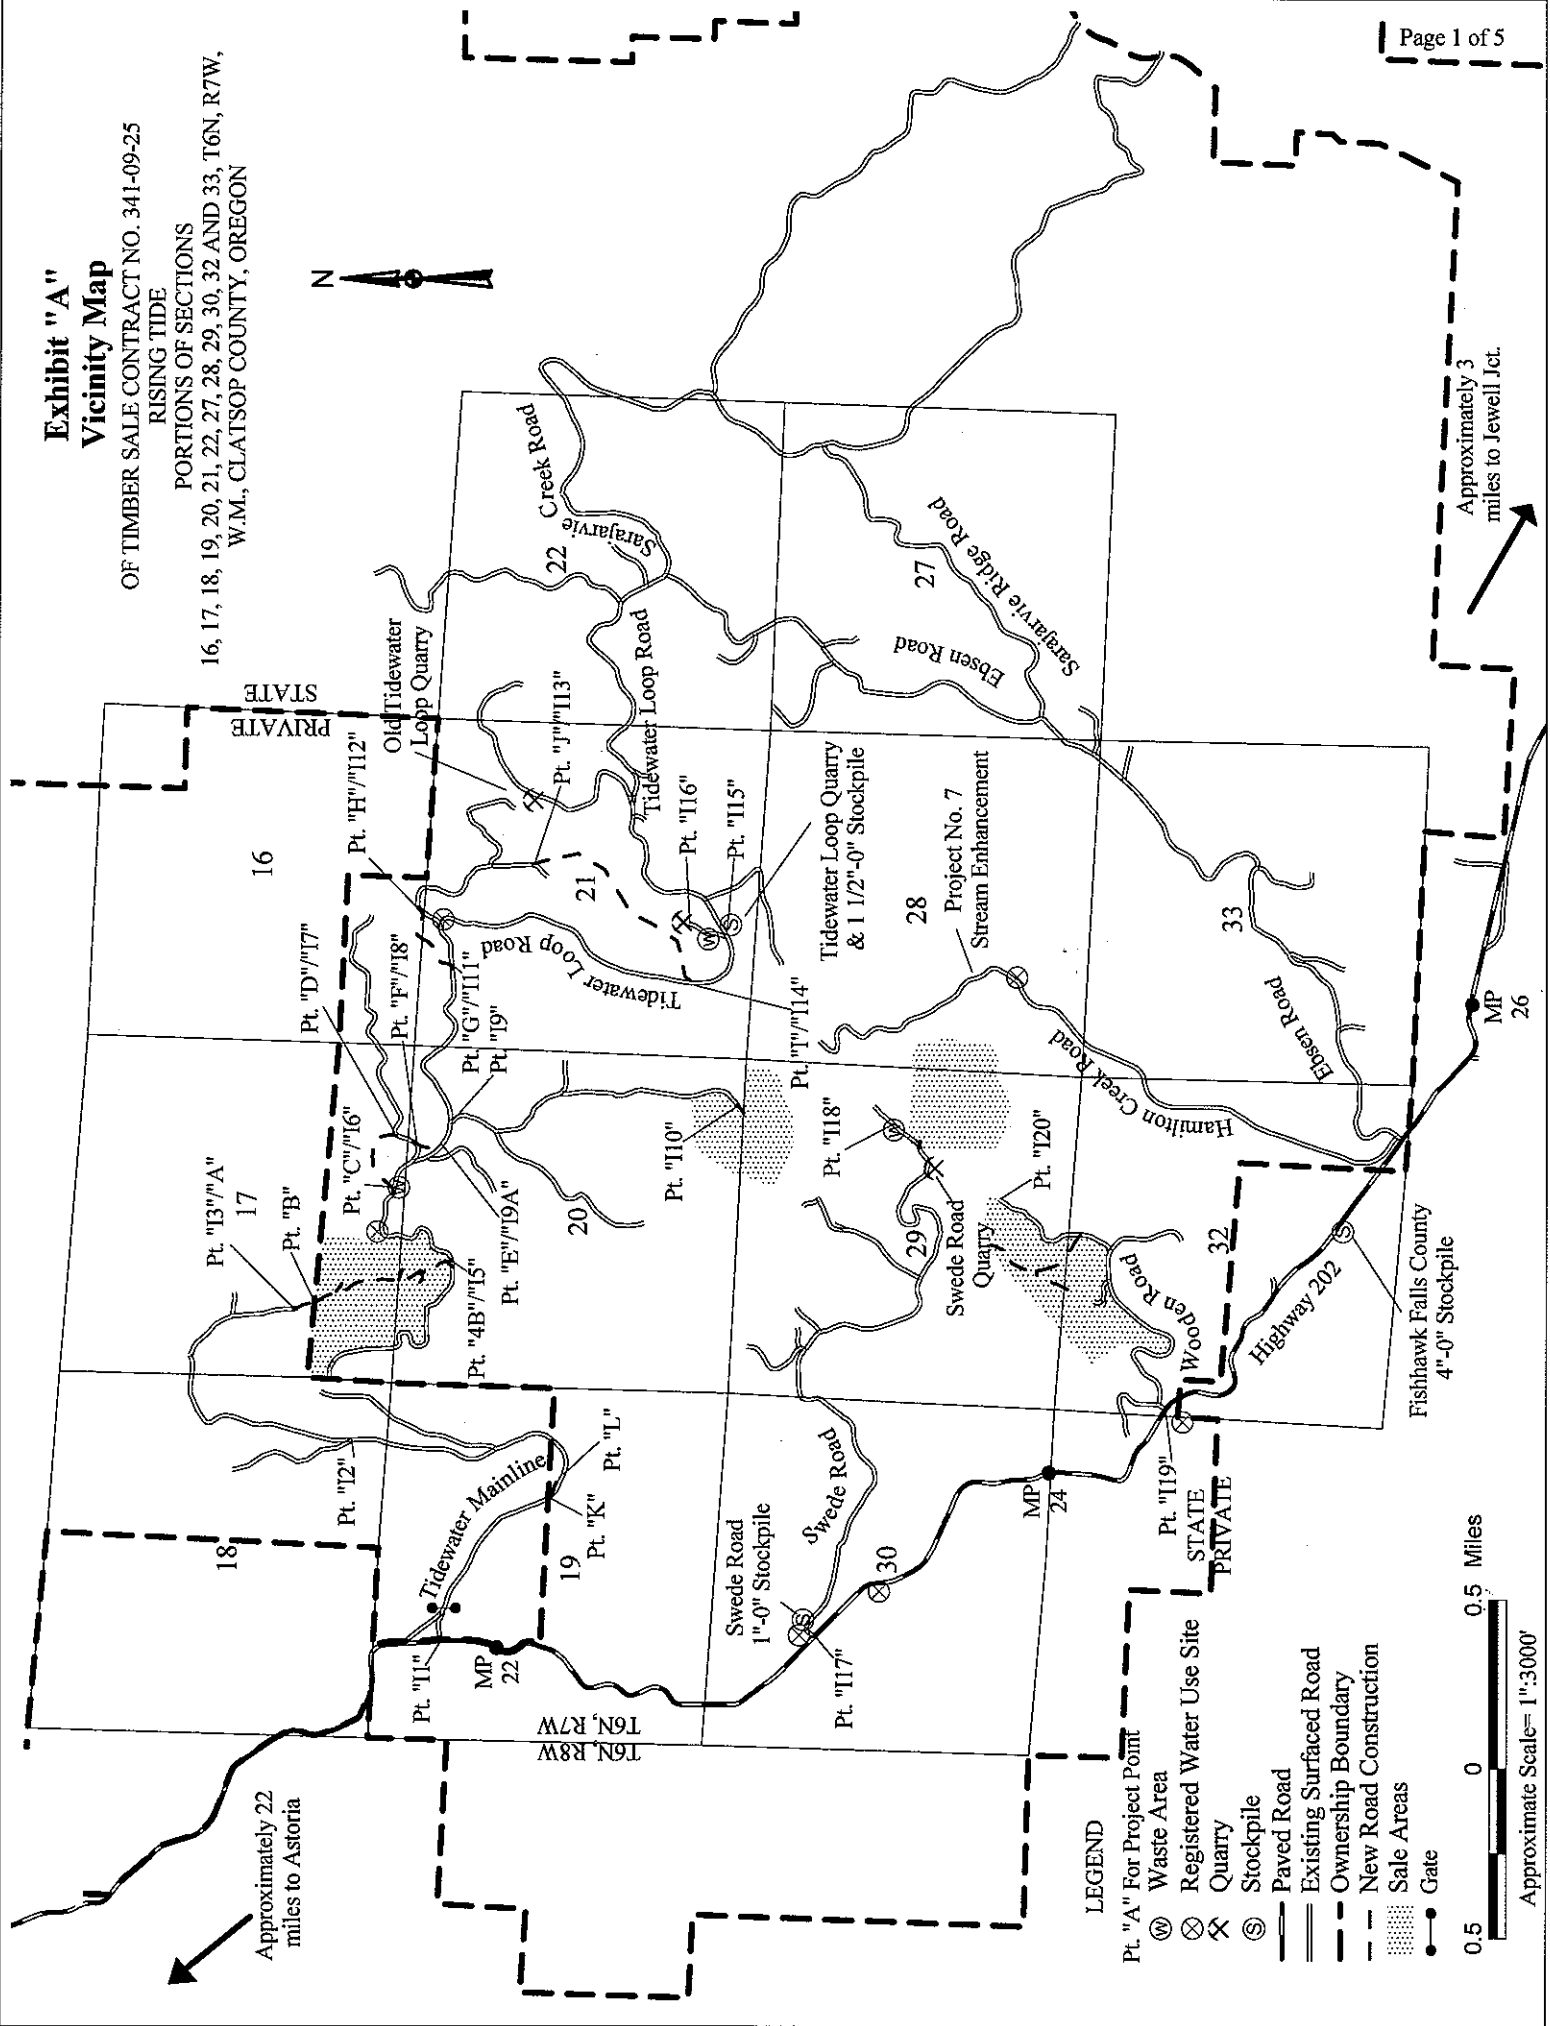 Exhibit "A"
Vicinity Map
OF TIMBER SALE CONTRACT NO. 341-09-25
RISING TIDE
PORTIONS OF SECTIONS
16, 17, 18, 19, 20, 21, 22, 27, 28, 29, 30, 32 AND 33, T6N, R7W,
W.M., CLATSOP COUNTY, OREGON
N
Page 1 of 5
Approximately 22
miles to Astoria
18
Pt. "I2"
Pt. "I3"/"A"
17
Pt. "B"
Pt. "C"/"I6"
Pt. "D"/"I7"
Pt. "F"/"I8"
Pt. "G"/"I11"
Pt. "I9"
16
Pt. "H"/"I12"
PRIVATE
STATE
Old Tidewater
Loop Quarry
Pt. "J"/"I13"
Creek Road
Sarajarvie
22
Tidewater Loop Road
Pt. "I1"
MP
22
Tidewater Mainline
19
Pt. "K"
Pt. "L"
Pt. "4B"/"I5"
Pt. "E"/"I9A"
20
Tidewater Loop Road
21
Pt. "I16"
Pt. "I15"
T6N, R8W
T6N, R7W
Pt. "I10"
Pt. "I"/"I14"
Tidewater Loop Quarry
& 1 1/2"-0" Stockpile
Swede Road
1"-0" Stockpile
Pt. "I17"
Swede Road
30
Pt. "I18"
29
Swede Road
Quarry
28
Project No. 7
Stream Enhancement
Ebsen Road
27
Sarajarvie Ridge Road
MP
24
Pt. "I20"
Hamilton Creek Road
Pt. "I19"
STATE
PRIVATE
Wooden Road
32
Highway 202
Ebsen Road
33
Fishhawk Falls County
4"-0" Stockpile
MP
26
Approximately 3
miles to Jewell Jct.
LEGEND
Pt. "A" For Project Point
W Waste Area
Registered Water Use Site
Quarry
S Stockpile
Paved Road
Existing Surfaced Road
Ownership Boundary
New Road Construction
Sale Areas
Gate
0.5 0 0.5 Miles
Approximate Scale= 1":3000'